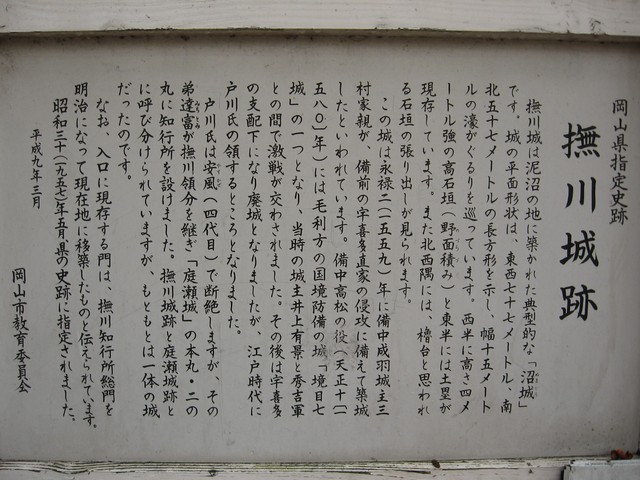 岡山県指定史跡
撫川城跡
撫川城は泥沼の地に築かれた典型的な「沼城」
です。城の平面形状は、東西七十七メートル、南
北五十七メートルの長方形を示し、幅十五メート
ルの濠がぐるりを巡っています。西半に高さ四メ
ートル強の高石垣（野面積み）と東半には土塁が
現存しています。また北西隅には、櫓台と思われ
る石垣の張り出しが見られます。
この城は永禄二（一五五九）年に備中成羽城主三
村家親が、備前の宇喜多直家の侵攻に備えて築城
したといわれています。備中高松の役（天正十（一
五八〇）年）には毛利方の国境防備の城「境目七
城」の一つとなり、当時の城主井上有景と秀吉軍
との間で激戦が交わされました。その後は宇喜多
の支配下になり廃城となりましたが、江戸時代に
戸川氏の領するところとなりました。
戸川氏は安風（四代目）で断絶しますが、その
弟達富が撫川領分を継ぎ「庭瀬城」の本丸・二の
丸に知行所を設けました。撫川城跡と庭瀬城跡と
に呼び分けられていますが、もともとは一体の城
だったのです。
なお、入口に現存する門は、撫川知行所総門を
明治になって現在地に移築したものと伝えられています。
昭和三十（一九五七）年五月県の史跡に指定されました。
平成九年三月
岡山市教育委員会